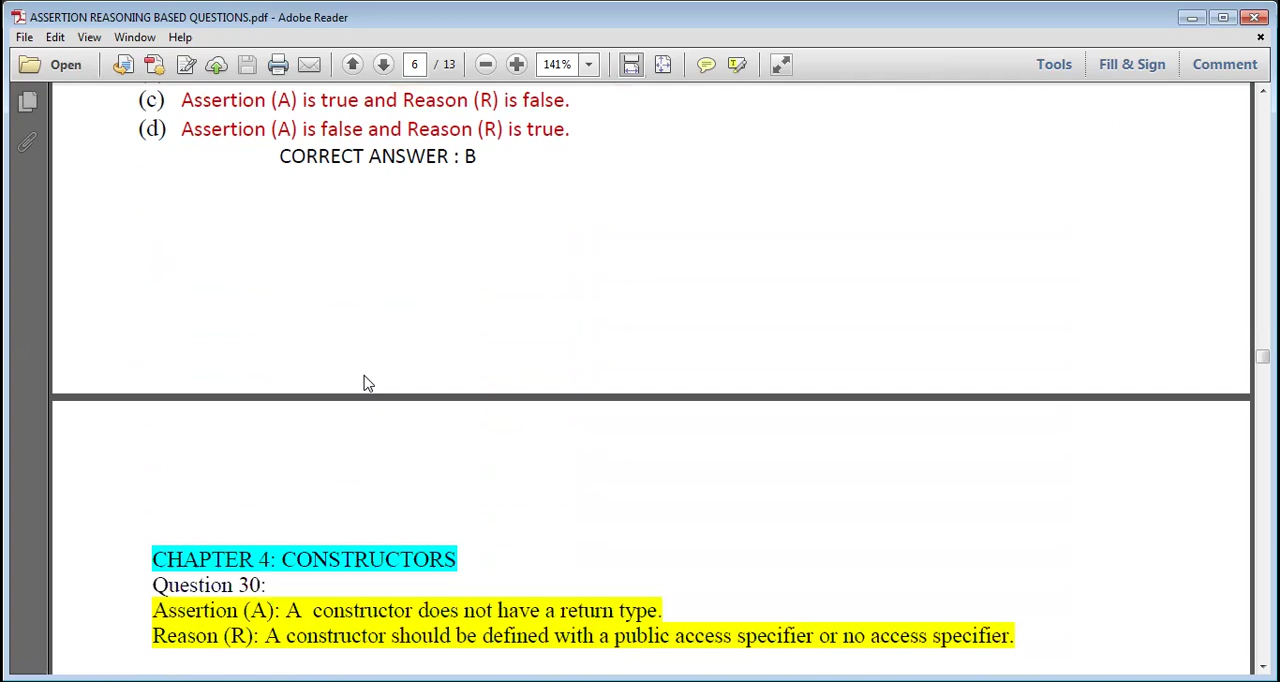 ASSERTION REASONING BASED QUESTIONS.pdf - Adobe Reader
File Edit View Window Help
Open 6 / 13 141% Tools Fill & Sign Comment
(c) Assertion (A) is true and Reason (R) is false.
(d) Assertion (A) is false and Reason (R) is true.
CORRECT ANSWER : B
CHAPTER 4: CONSTRUCTORS
Question 30:
Assertion (A): A constructor does not have a return type.
Reason (R): A constructor should be defined with a public access specifier or no access specifier.